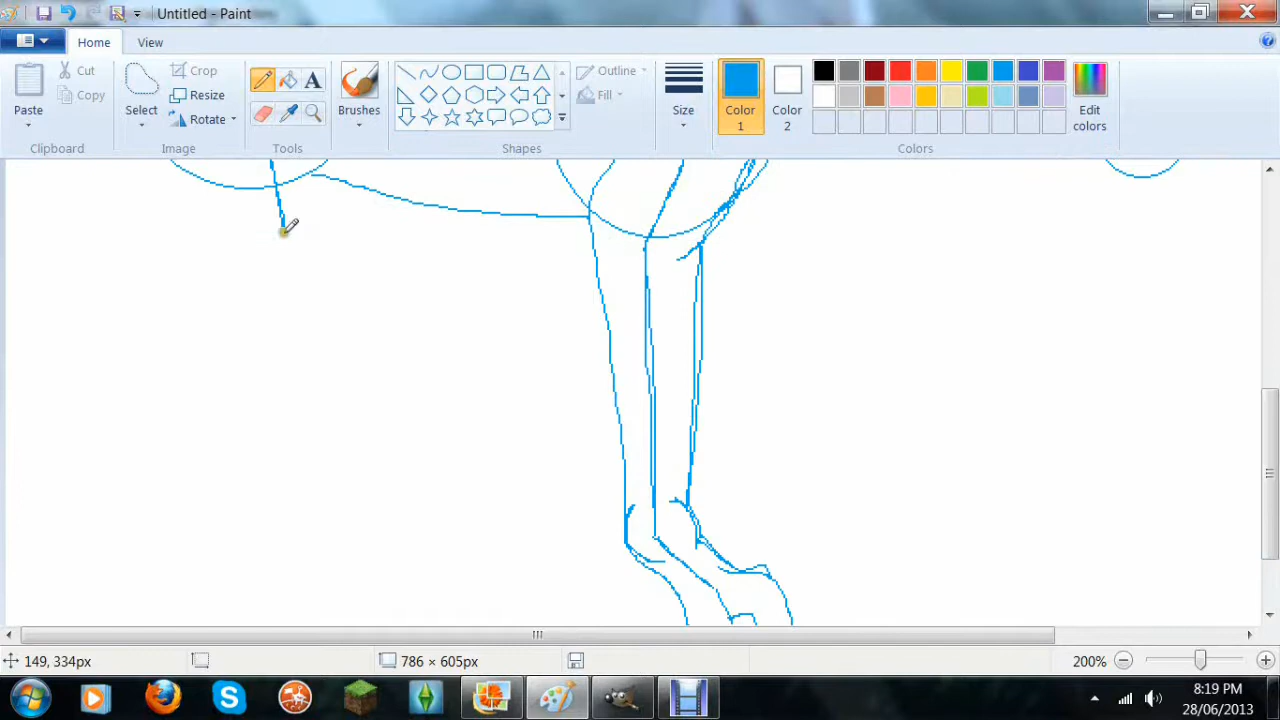 Untitled - Paint
Home View
Paste
Cut
Copy
Clipboard
Select
Crop
Resize
Rotate
Image
A
Tools
Brushes
Outline
Fill
Shapes
Size
Color 1
Color 2
Edit colors
Colors
149, 334px
786 × 605px
200%
8:19 PM
28/06/2013